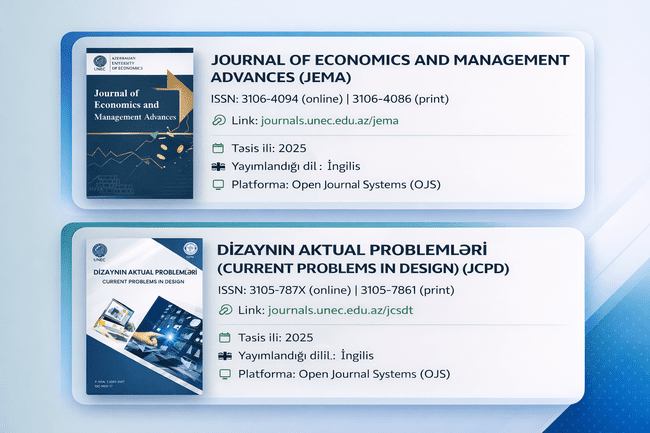 UNEC
AZERBAIJAN
UNIVERSITY
OF ECONOMICS
Journal of
Economics and
Management Advances
JOURNAL OF ECONOMICS AND MANAGEMENT
ADVANCES (JEMA)
ISSN: 3106-4094 (online) | 3106-4086 (print)
Link: journals.unec.edu.az/jema
Tasis ili: 2025
Yayımlandığı dil : İngilis
Platforma: Open Journal Systems (OJS)
UNEC
DİZAYNIN AKTUAL PROBLEMLƏRİ
CURRENT PROBLEMS IN DESIGN
DİZAYNIN AKTUAL PROBLEMLƏRİ
(CURRENT PROBLEMS IN DESIGN) (JCPD)
ISSN: 3105-787X (online) | 3105-7861 (print)
Link: journals.unec.edu.az/jcsdt
Tasis ili: 2025
Yayımlandığı dilil.: İngilis
Platforma: Open Journal Systems (OJS)